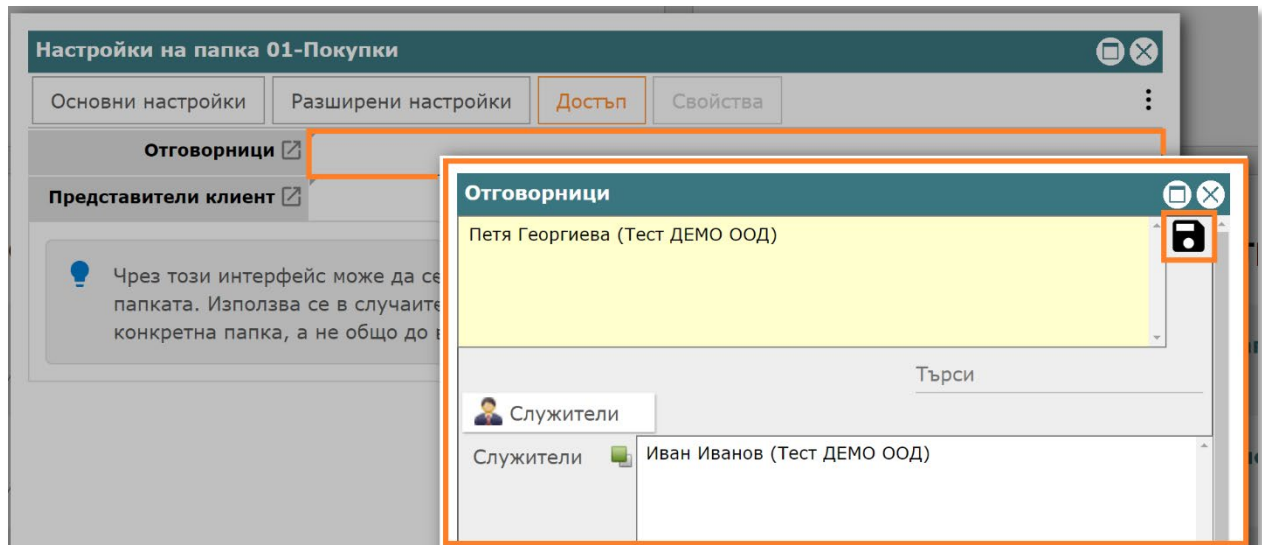 Настройки на папка 01-Покупки
Основни настройки Разширени настройки Достъп Свойства
Отговорници
Представители клиент
Чрез този интерфейс може да се
папката. Използва се в случаите
конкретна папка, а не общо до
Отговорници
Петя Георгиева (Тест ДЕМО ООД)
Търси
Служители
Служители Иван Иванов (Тест ДЕМО ООД)